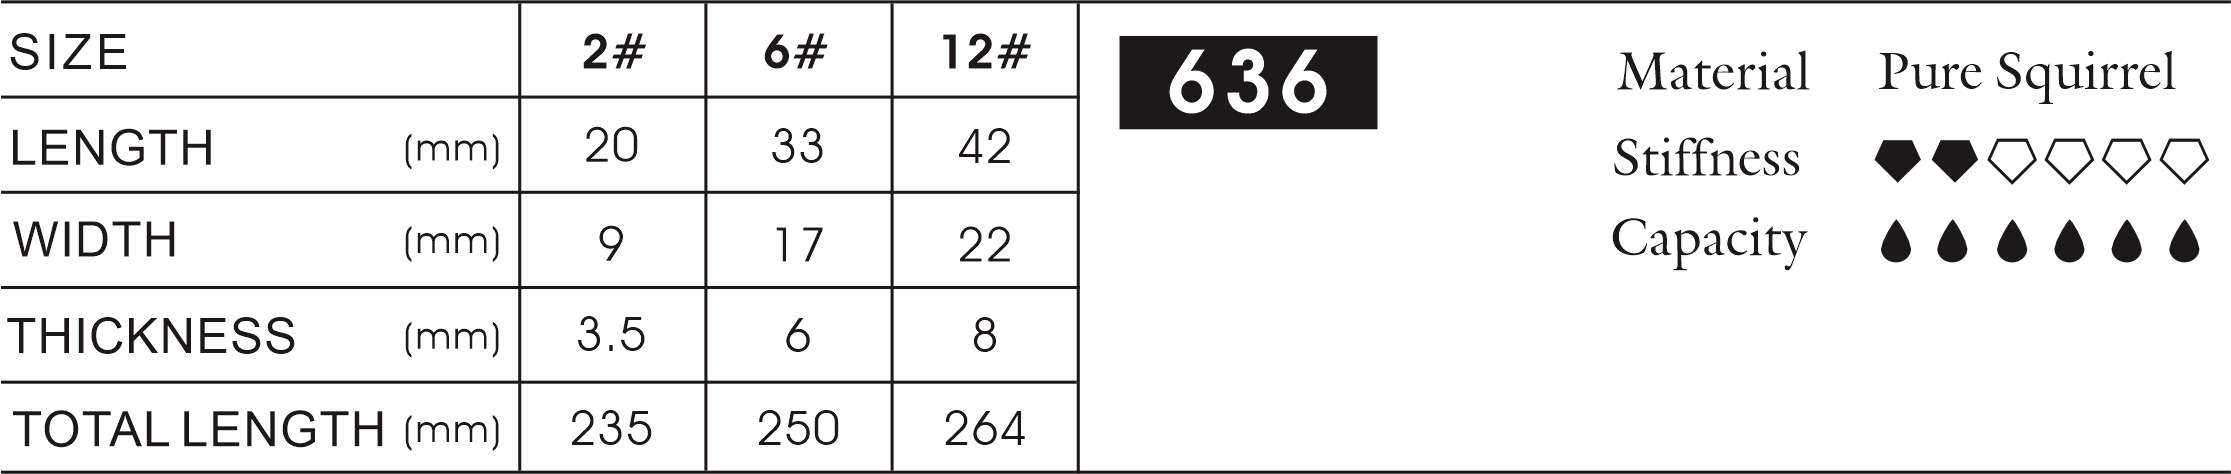 SIZE 2# 6# 12#
LENGTH (mm) 20 33 42
WIDTH (mm) 9 17 22
THICKNESS (mm) 3.5 6 8
TOTAL LENGTH (mm) 235 250 264
636
Material Pure Squirrel
Stiffness
Capacity